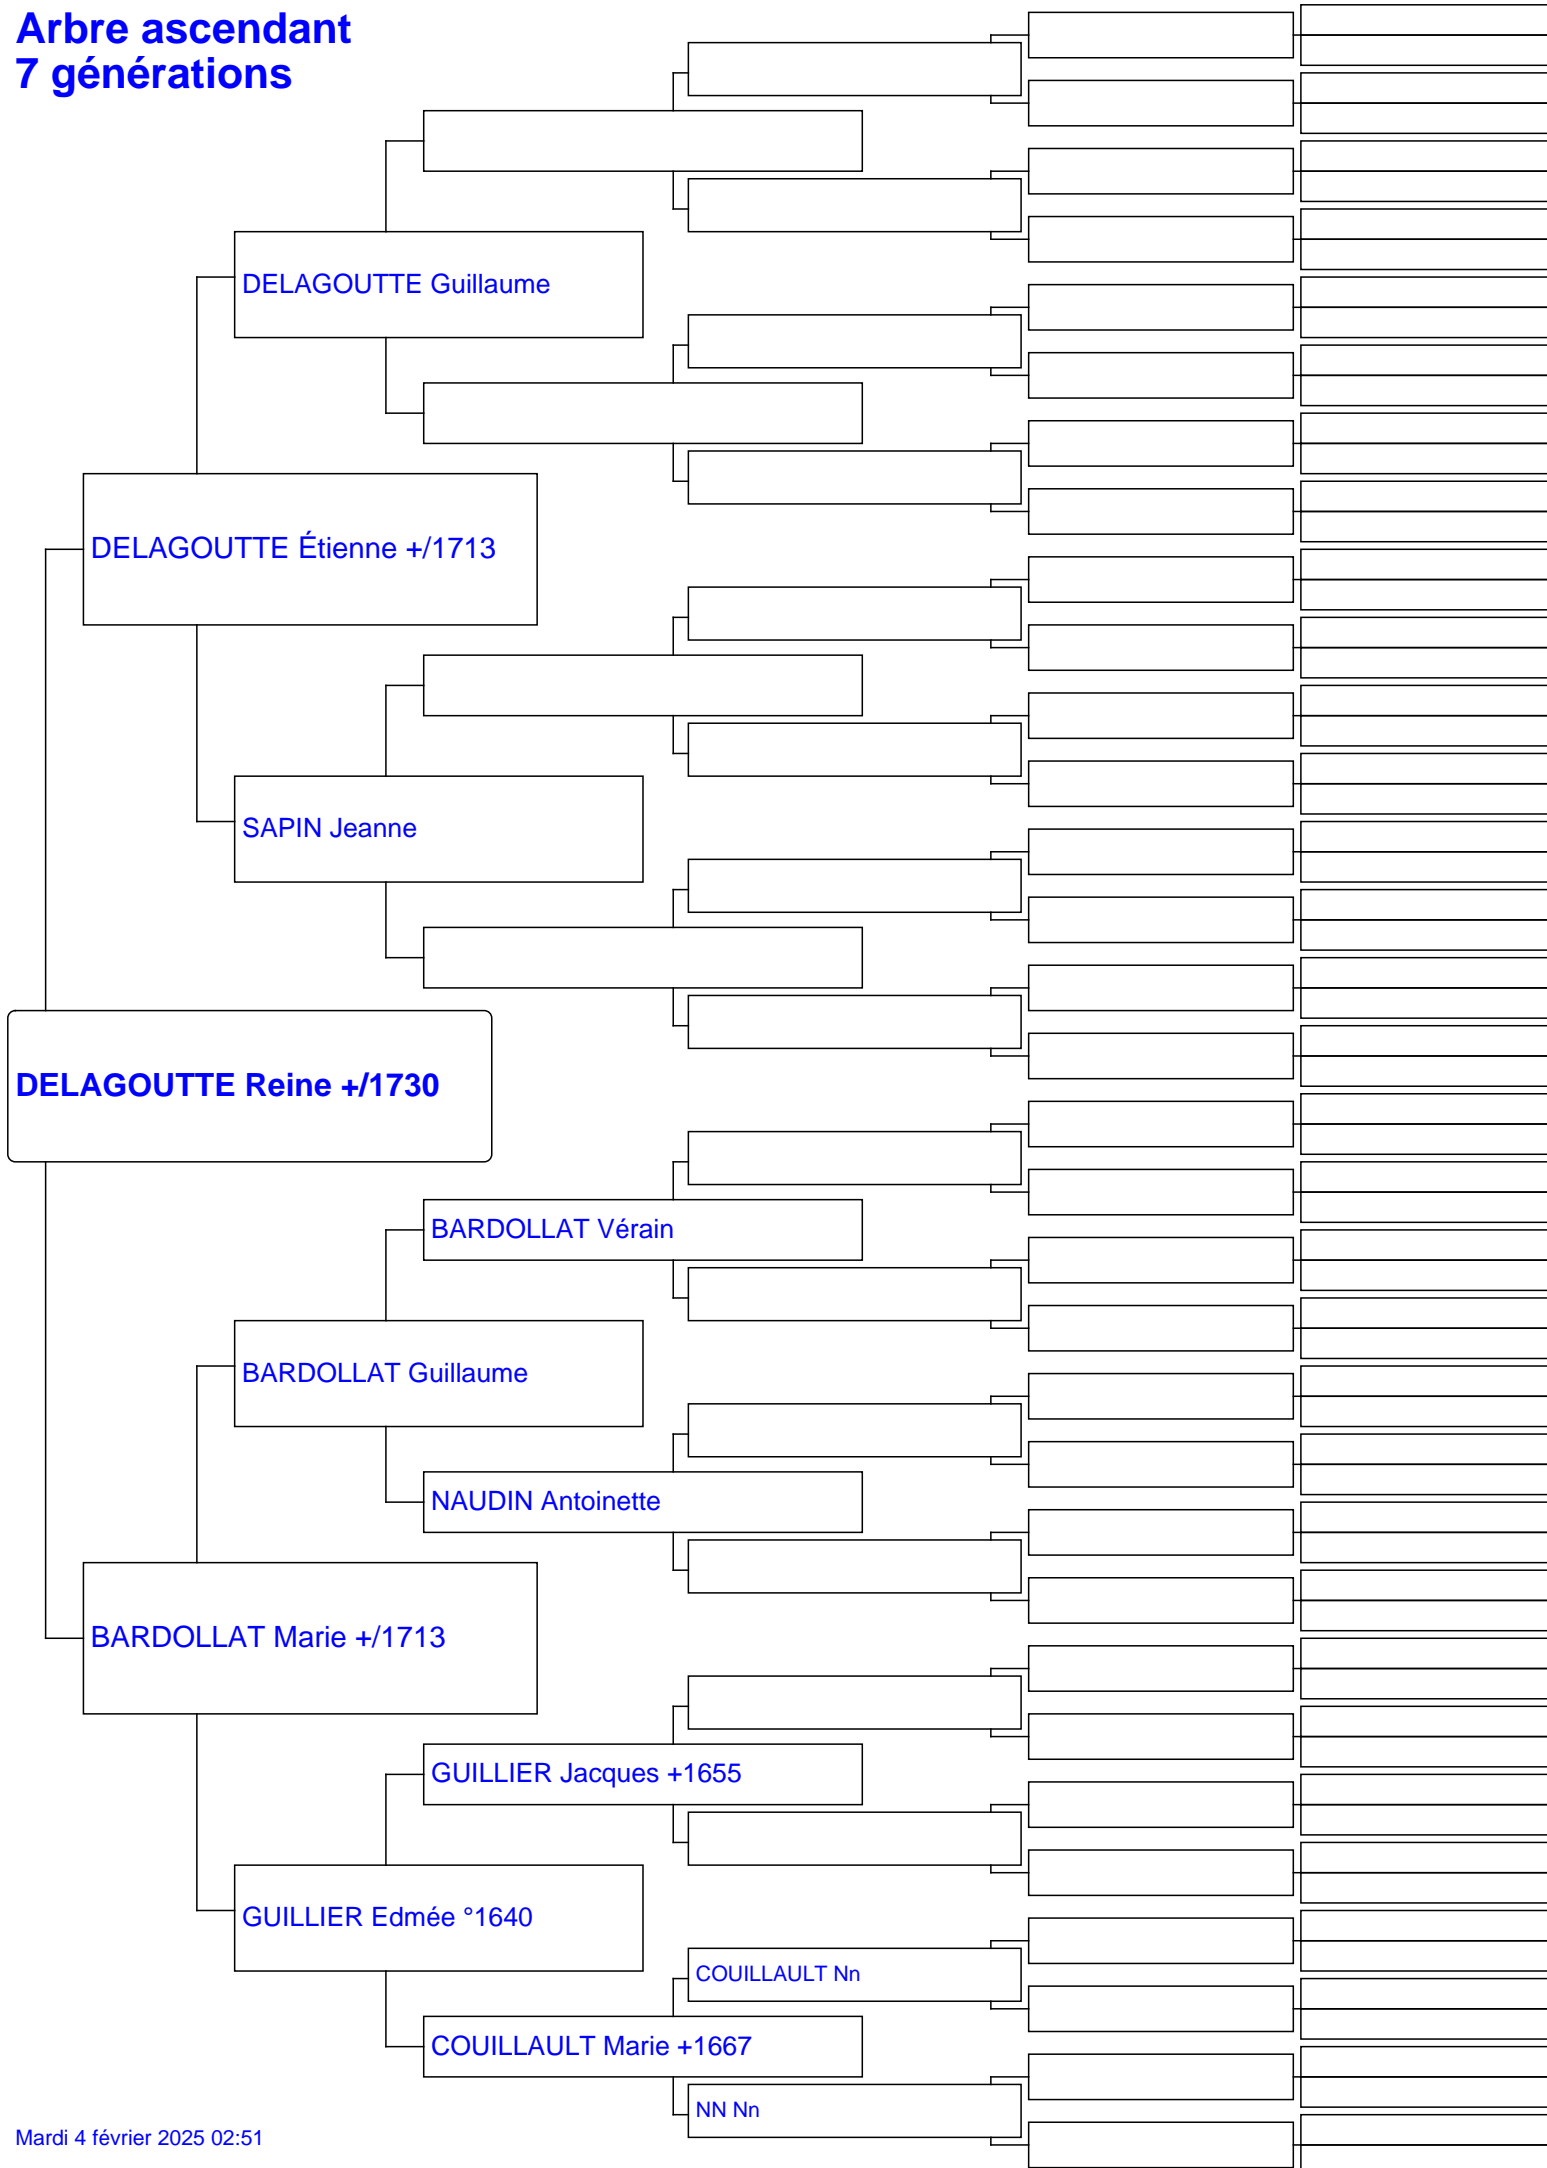 Arbre ascendant
7 générations
DELAGOUTTE Guillaume
DELAGOUTTE Étienne +/1713
SAPIN Jeanne
DELAGOUTTE Reine +/1730
BARDOLLAT Vérain
BARDOLLAT Guillaume
NAUDIN Antoinette
BARDOLLAT Marie +/1713
GUILLIER Jacques +1655
GUILLIER Edmée °1640
COUILLAULT Nn
COUILLAULT Marie +1667
NN Nn
Mardi 4 février 2025 02:51